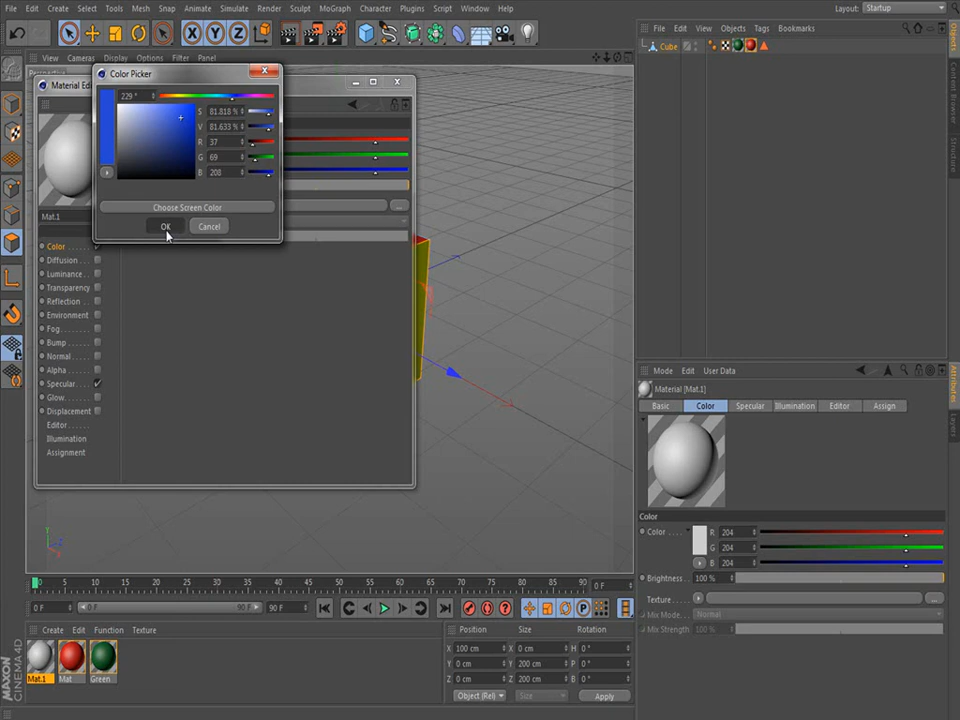 File Edit Create Select Tools Mesh Snap Animate Simulate Render Sculpt MoGraph Character Plugins Script Window Help Layout: Startup
View Cameras Display Options Filter Panel
File Edit View Objects Tags Bookmarks
Cube
Color Picker
Material Edi
229 °
S 81.818 %
V 81.633 %
R 37
G 69
B 208
Choose Screen Color
OK Cancel
Mat.1
Color
Diffusion
Luminance
Transparency
Reflection
Environment
Fog
Bump
Normal
Alpha
Specular
Glow
Displacement
Editor
Illumination
Assignment
Objects
Structure
Mode Edit User Data
Material [Mat.1]
Basic Color Specular Illumination Editor Assign
Attributes
Layers
Color
Color R 204
G 204
B 204
Brightness 100 %
Texture
Mix Mode Normal
Mix Strength 100 %
0 5 10 15 20 25 30 35 40 45 50 55 60 65 70 75 80 85 90 0 F
0 F 0 F 90 F 90 F
Create Edit Function Texture
Mat.1 Mat Green
Position Size Rotation
X 100 cm X 0 cm H 0 °
Y 0 cm Y 200 cm P 0 °
Z 0 cm Z 200 cm B 0 °
Object (Rel) Size Apply
MAXON CINEMA 4D